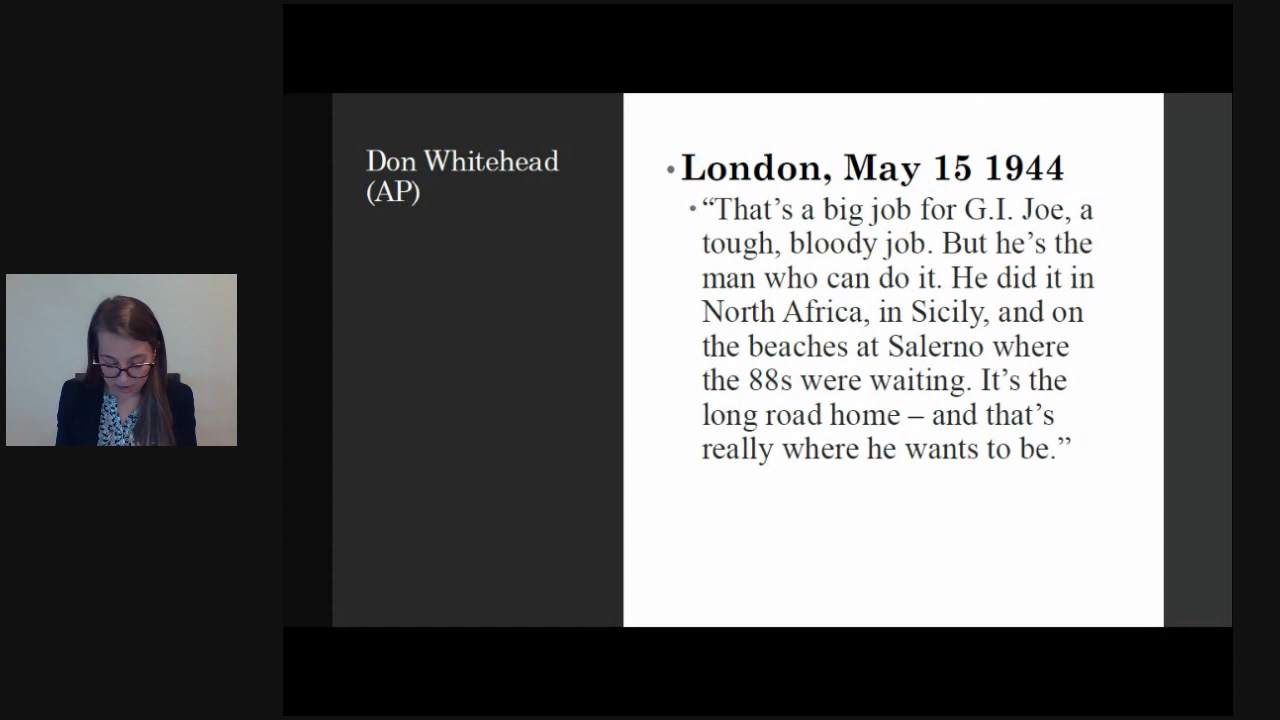 Don Whitehead
(AP)
• London, May 15 1944
• “That’s a big job for G.I. Joe, a
tough, bloody job. But he’s the
man who can do it. He did it in
North Africa, in Sicily, and on
the beaches at Salerno where
the 88s were waiting. It’s the
long road home – and that’s
really where he wants to be.”